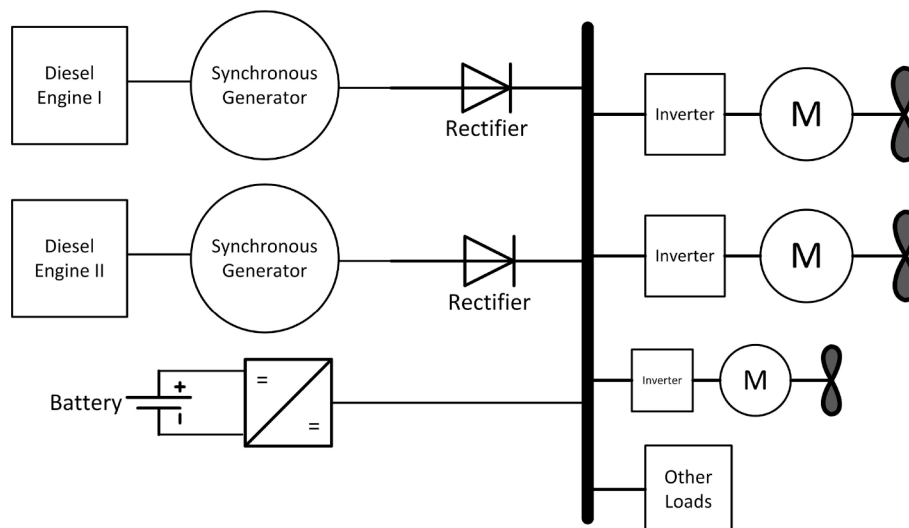 Diesel
Engine I
Synchronous
Generator
Rectifier
Inverter
M
Diesel
Engine II
Synchronous
Generator
Rectifier
Inverter
M
Battery
+
=
=
Inverter
M
Other
Loads